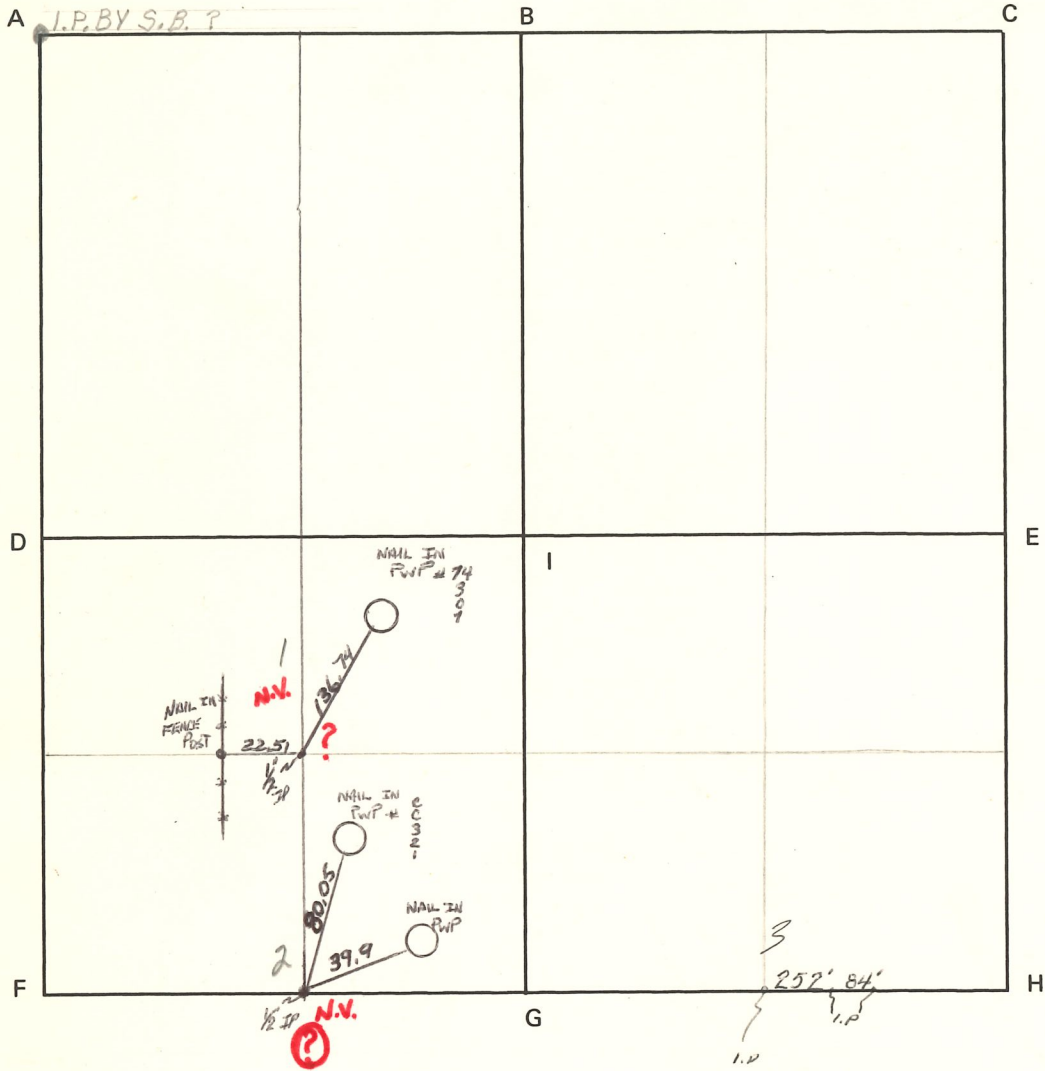 A
I.P. BY S.B. ?
B
C
D
E
I
NAIL IN
PWP # 74
3
0
7
136.74
1
N.V.
NAIL IN
FENCE
POST
22.51
?
1/2" IP
NAIL IN
PWP # C
C
3
2
1
80.05
NAIL IN
PWP
39.9
2
3
F
252' 84'
H
1/2 IP
N.V.
G
I.P
I.P
?